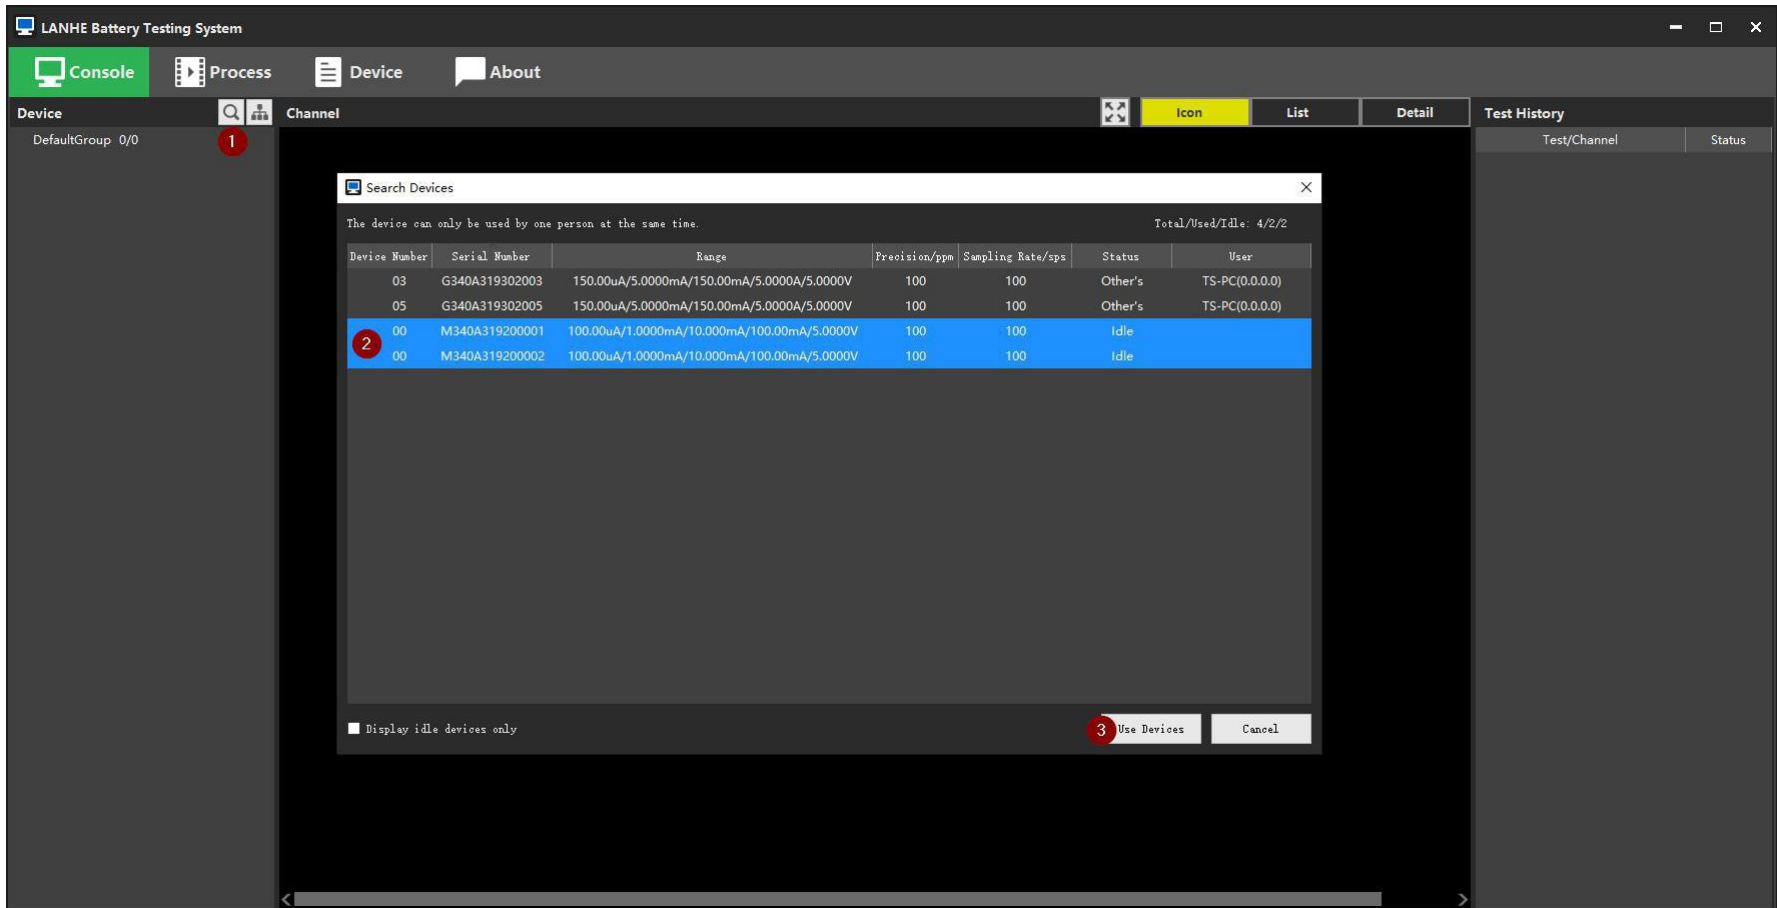 LANHE Battery Testing System
Console Process Device About
Device Channel Icon List Detail Test History
DefaultGroup 0/0 1 Test/Channel Status
Search Devices
The device can only be used by one person at the same time. Total/Used/Idle: 4/2/2
Device Number Serial Number Range Precision/ppm Sampling Rate/sps Status User
03 G340A319302003 150.00uA/5.0000mA/150.00mA/5.0000A/5.0000V 100 100 Other's TS-PC(0.0.0.0)
05 G340A319302005 150.00uA/5.0000mA/150.00mA/5.0000A/5.0000V 100 100 Other's TS-PC(0.0.0.0)
00 M340A319200001 100.00uA/1.0000mA/10.000mA/100.00mA/5.0000V 100 100 Idle
2
00 M340A319200002 100.00uA/1.0000mA/10.000mA/100.00mA/5.0000V 100 100 Idle
Display idle devices only 3 Use Devices Cancel